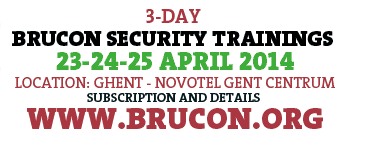 3-DAY
BRUCON SECURITY TRAININGS
23-24-25 APRIL 2014
LOCATION: GHENT - NOVOTEL GENT CENTRUM
SUBSCRIPTION AND DETAILS
WWW.BRUCON.ORG